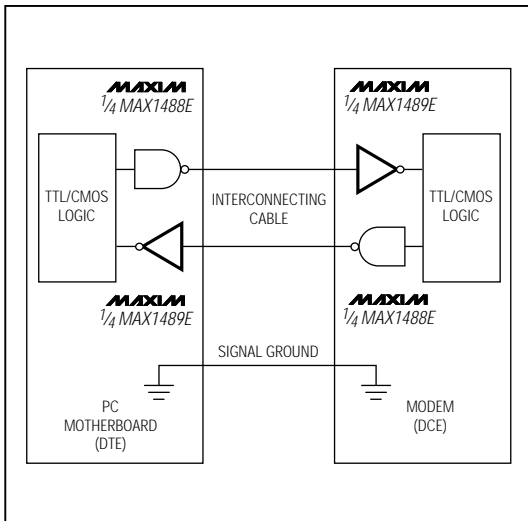 MAXIM
1/4 MAX1488E
TTL/CMOS
LOGIC
MAXIM
1/4 MAX1489E
PC
MOTHERBOARD
(DTE)
INTERCONNECTING
CABLE
SIGNAL GROUND
MAXIM
1/4 MAX1489E
TTL/CMOS
LOGIC
MAXIM
1/4 MAX1488E
MODEM
(DCE)